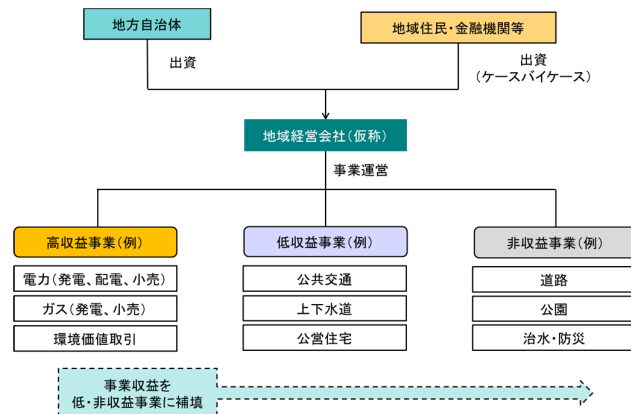 地方自治体
地域住民・金融機関等
出資
出資
(ケースバイケース)
地域経営会社(仮称)
事業運営
高収益事業(例)
低収益事業(例)
非収益事業(例)
電力(発電、配電、小売)
公共交通
道路
ガス(発電、小売)
上下水道
公園
環境価値取引
公営住宅
治水・防災
事業収益を
低・非収益事業に補填